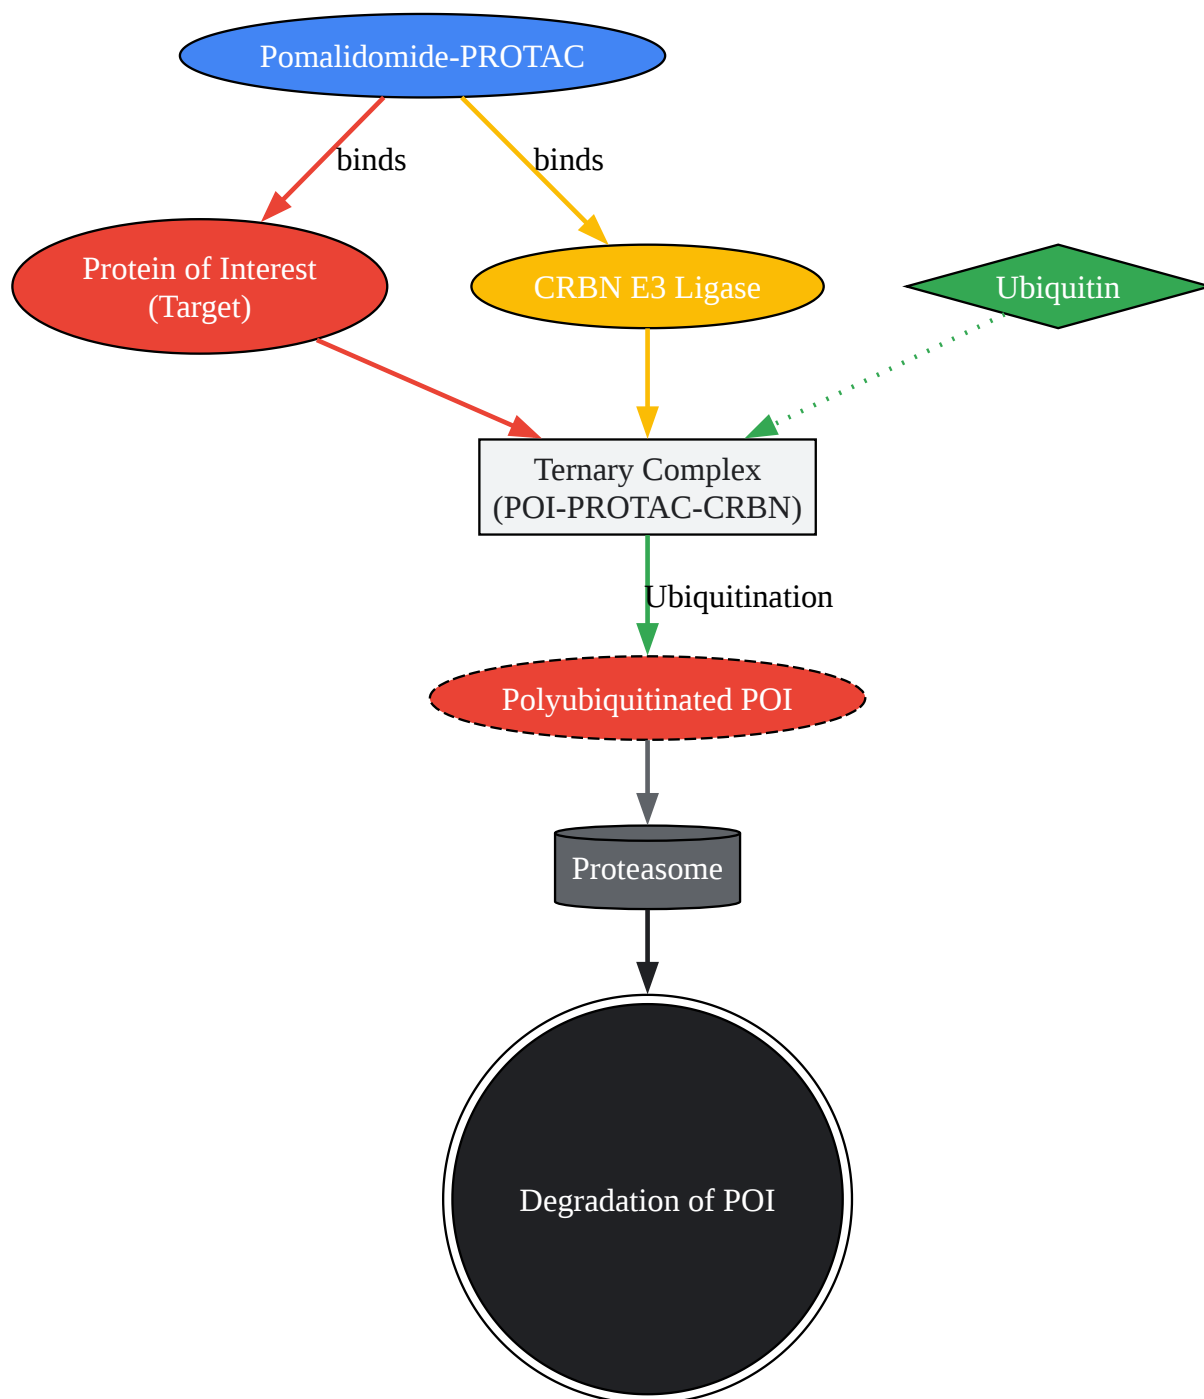 Pomalidomide-PROTAC
binds
binds
Protein of Interest
(Target)
CRBN E3 Ligase
Ubiquitin
Ternary Complex
(POI-PROTAC-CRBN)
Ubiquitination
Polyubiquitinated POI
Proteasome
Degradation of POI